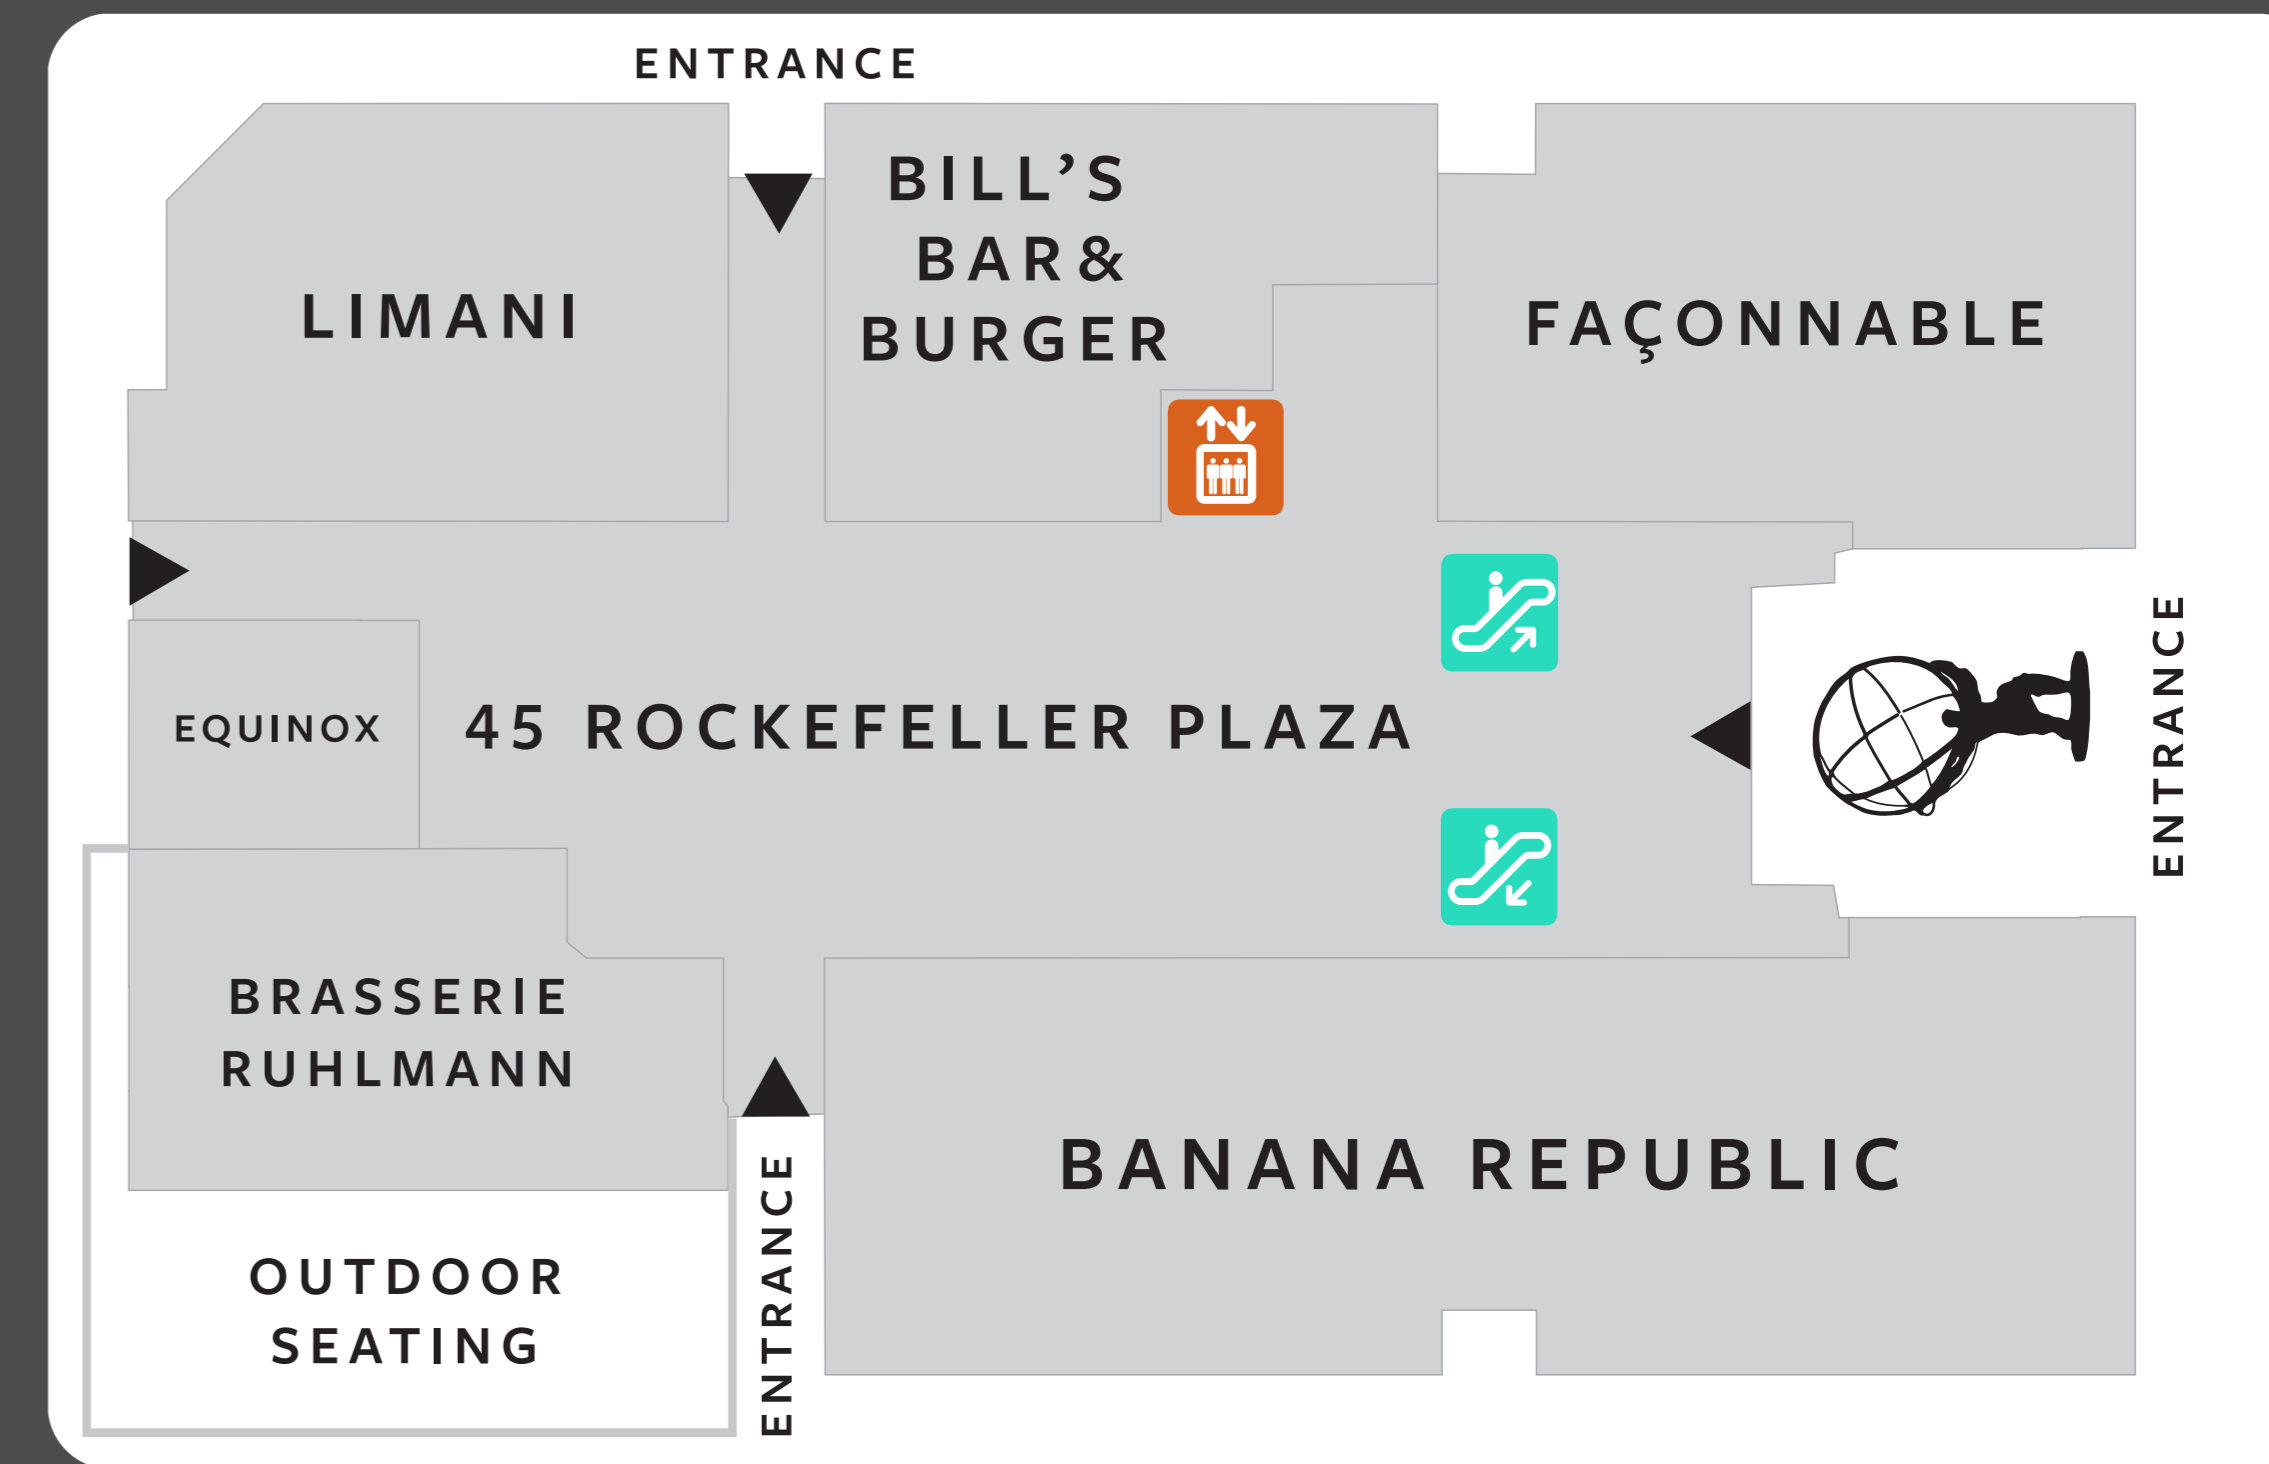 ENTRANCE
LIMANI
BILL’S
BAR&
BURGER
FAÇONNABLE
EQUINOX
45 ROCKEFELLER PLAZA
ENTRANCE
BRASSERIE
RUHLMANN
BANANA REPUBLIC
OUTDOOR
SEATING
ENTRANCE